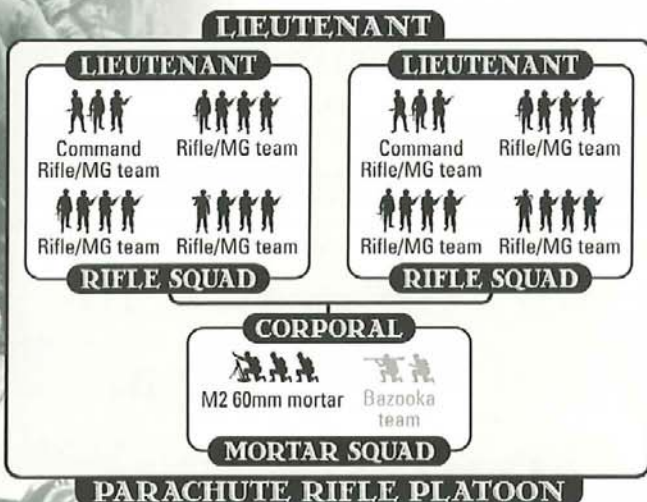 LIEUTENANT
LIEUTENANT
Command
Rifle/MG team
Rifle/MG team
Rifle/MG team
Rifle/MG team
RIFLE SQUAD
LIEUTENANT
Command
Rifle/MG team
Rifle/MG team
Rifle/MG team
Rifle/MG team
RIFLE SQUAD
CORPORAL
M2 60mm mortar
Bazooka
team
MORTAR SQUAD
PARACHUTE RIFLE PLATOON